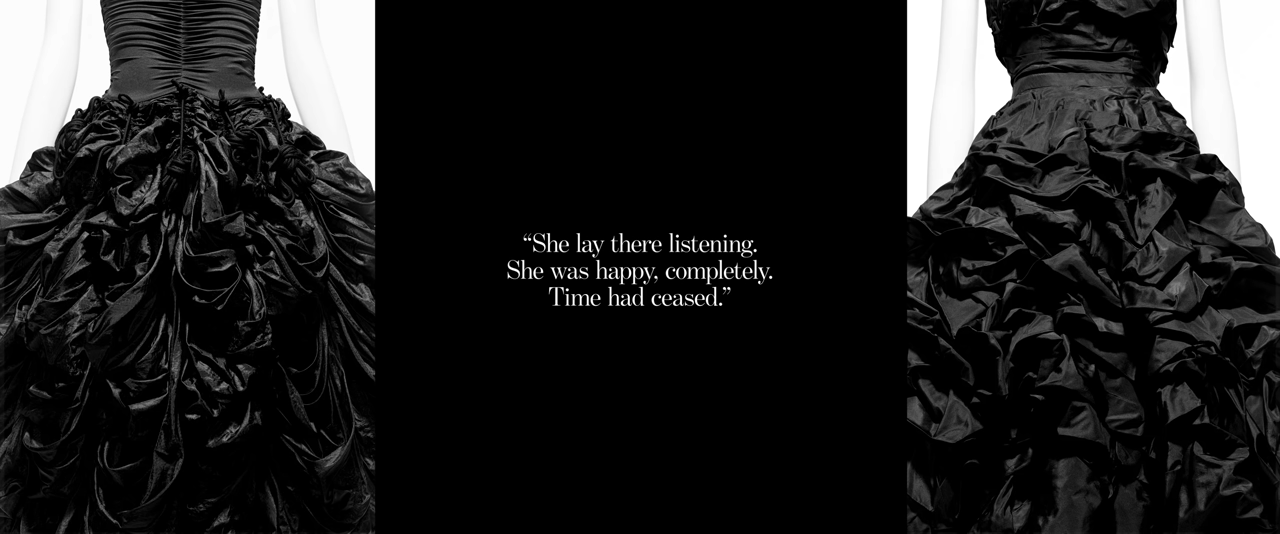 “She lay there listening.
She was happy, completely.
Time had ceased.”